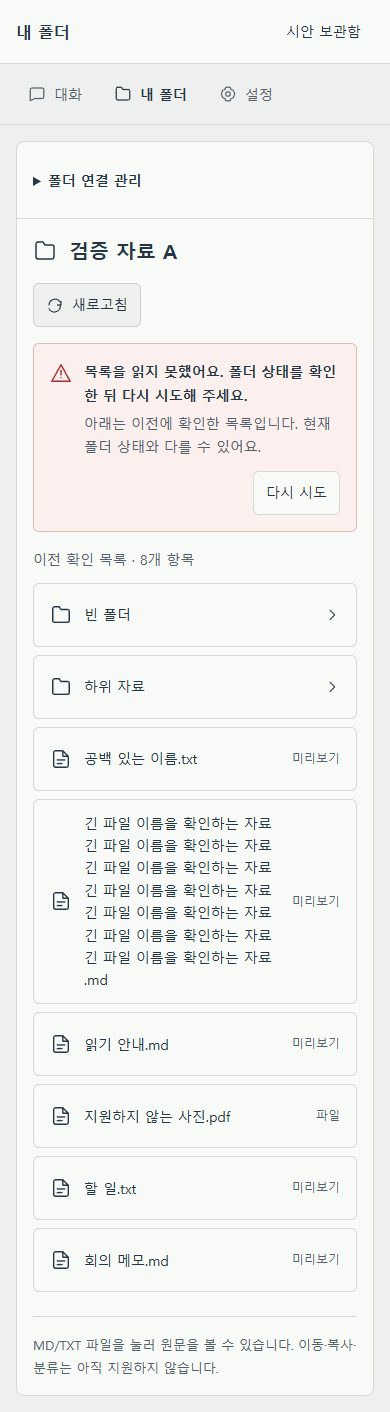 내 폴더
시안 보관함
대화
내 폴더
설정
▶ 폴더 연결 관리
검증 자료 A
새로고침
목록을 읽지 못했어요. 폴더 상태를 확인
한 뒤 다시 시도해 주세요.
아래는 이전에 확인한 목록입니다. 현재
폴더 상태와 다를 수 있어요.
다시 시도
이전 확인 목록 · 8개 항목
빈 폴더
하위 자료
공백 있는 이름.txt
미리보기
긴 파일 이름을 확인하는 자료
긴 파일 이름을 확인하는 자료
긴 파일 이름을 확인하는 자료
긴 파일 이름을 확인하는 자료
긴 파일 이름을 확인하는 자료
긴 파일 이름을 확인하는 자료
긴 파일 이름을 확인하는 자료
.md
미리보기
읽기 안내.md
미리보기
지원하지 않는 사진.pdf
파일
할 일.txt
미리보기
회의 메모.md
미리보기
MD/TXT 파일을 눌러 원문을 볼 수 있습니다. 이동·복사·
분류는 아직 지원하지 않습니다.